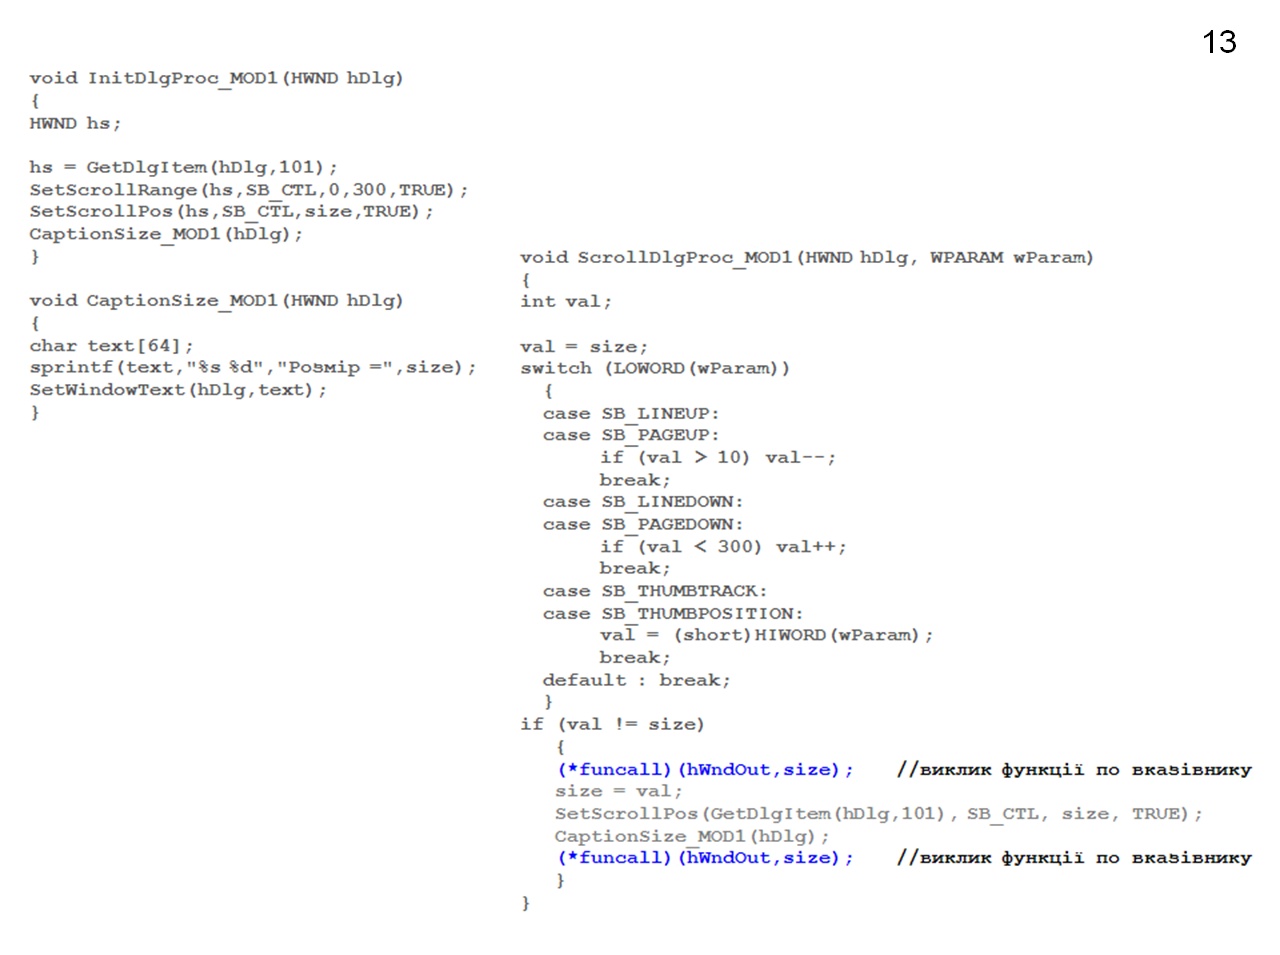 13
void InitDlgProc_MOD1(HWND hDlg)
{
HWND hs;
hs = GetDlgItem(hDlg,101);
SetScrollRange(hs,SB_CTL,0,300,TRUE);
SetScrollPos(hs,SB_CTL,size,TRUE);
CaptionSize_MOD1(hDlg);
}
void CaptionSize_MOD1(HWND hDlg)
{
char text[64];
sprintf(text,"%s %d","Розмір =",size);
SetWindowText(hDlg,text);
}
void ScrollDlgProc_MOD1(HWND hDlg, WPARAM wParam)
{
int val;
val = size;
switch (LOWORD(wParam))
{
case SB_LINEUP:
case SB_PAGEUP:
if (val > 10) val--;
break;
case SB_LINEDOWN:
case SB_PAGEDOWN:
if (val < 300) val++;
break;
case SB_THUMBTRACK:
case SB_THUMBPOSITION:
val = (short)HIWORD(wParam);
break;
default : break;
}
if (val != size)
{
(*funcall)(hWndOut,size); //виклик функції по вказівнику
size = val;
SetScrollPos(GetDlgItem(hDlg,101), SB_CTL, size, TRUE);
CaptionSize_MOD1(hDlg);
(*funcall)(hWndOut,size); //виклик функції по вказівнику
}
}